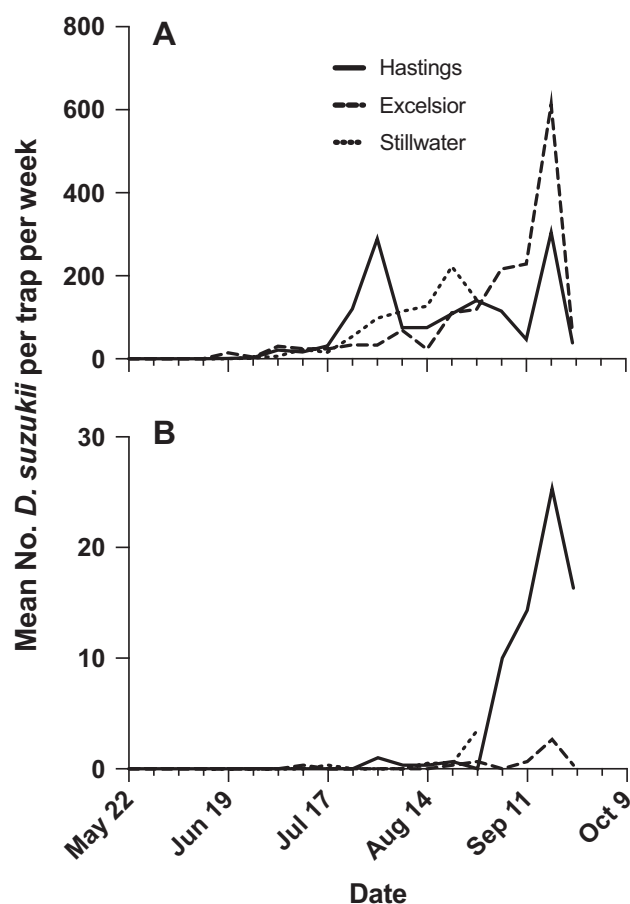 Mean No. D. suzukii per trap per week
A
800
600
400
200
0
Hastings
Excelsior
Stillwater
B
30
20
10
0
May 22
Jun 19
Jul 17
Aug 14
Sep 11
Oct 9
Date